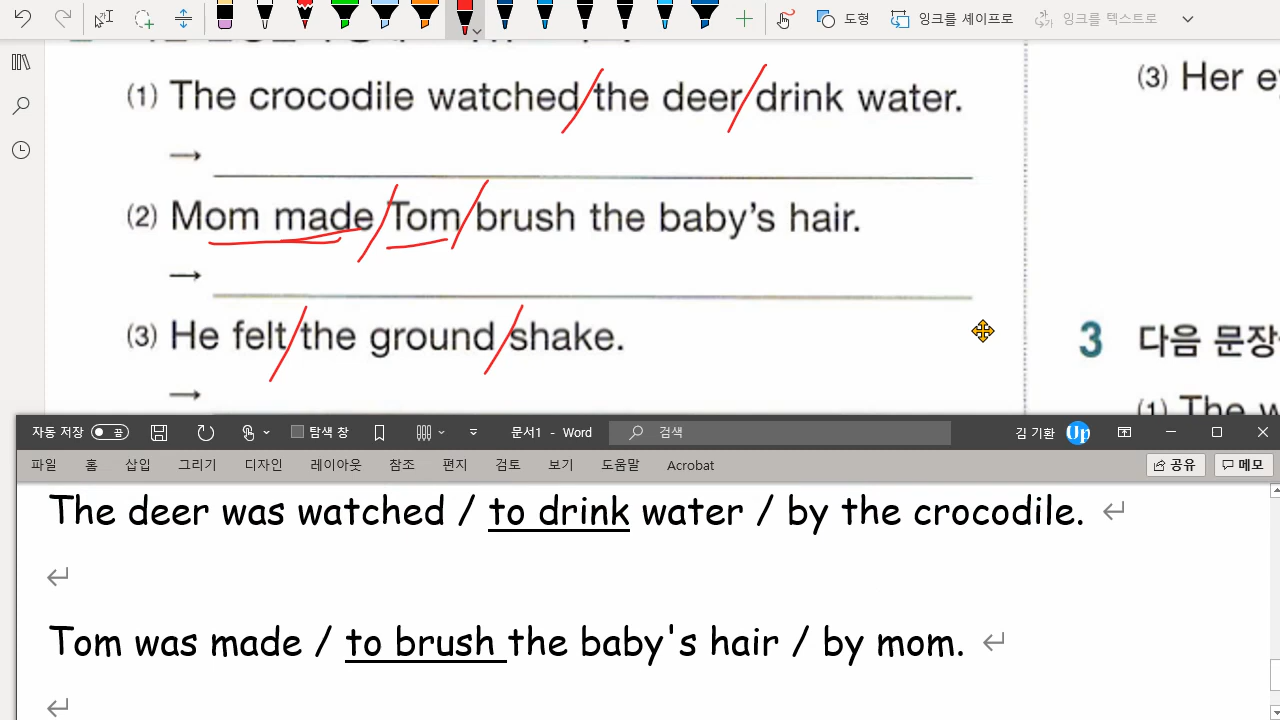 도형
잉크를 셰이프로
잉크를 텍스트로
(1) The crocodile watched the deer drink water.
→
(2) Mom made Tom brush the baby's hair.
→
(3) He felt the ground shake.
→
(3) Her
3 다음 문장
(1) The
자동 저장 끔 탐색 창 문서1 - Word 검색 김 기환 Up
파일 홈 삽입 그리기 디자인 레이아웃 참조 편지 검토 보기 도움말 Acrobat 공유 메모
The deer was watched / to drink water / by the crocodile. ↵
↵
Tom was made / to brush the baby's hair / by mom. ↵
↵